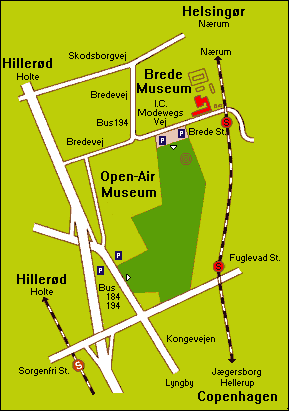 Helsingør
Nærum
Skodsborgvej
Nærum
Hillerød
Holte
Brede
Museum
Bredevej
I.C.
Modewegs
Vej
Bus194
Brede St.
S
Bredevej
P
P
Open-Air
Museum
Fuglevad St.
S
P
P
Hillerød
Holte
Bus
184
194
Kongevejen
Sorgenfri St.
S
Lyngby
Jægersborg
Hellerup
Copenhagen